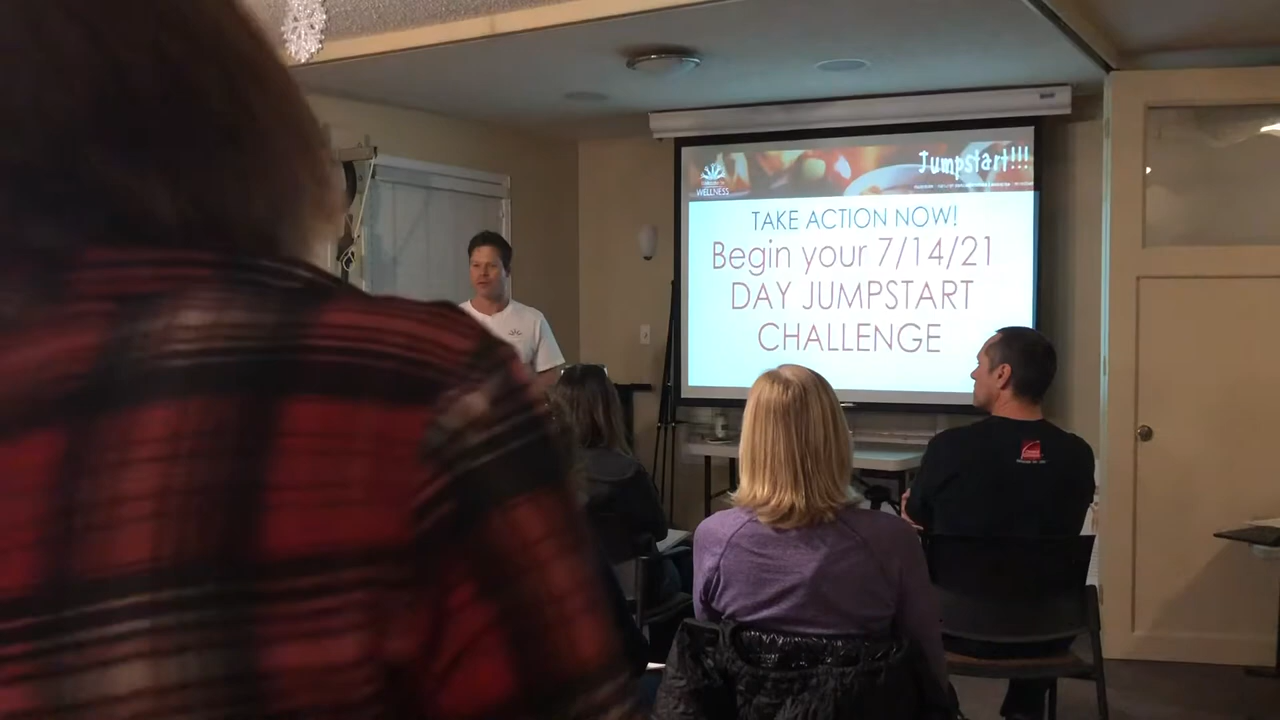 Jumpstart!!!
WELLNESS
TAKE ACTION NOW!
Begin your 7/14/21
DAY JUMPSTART
CHALLENGE